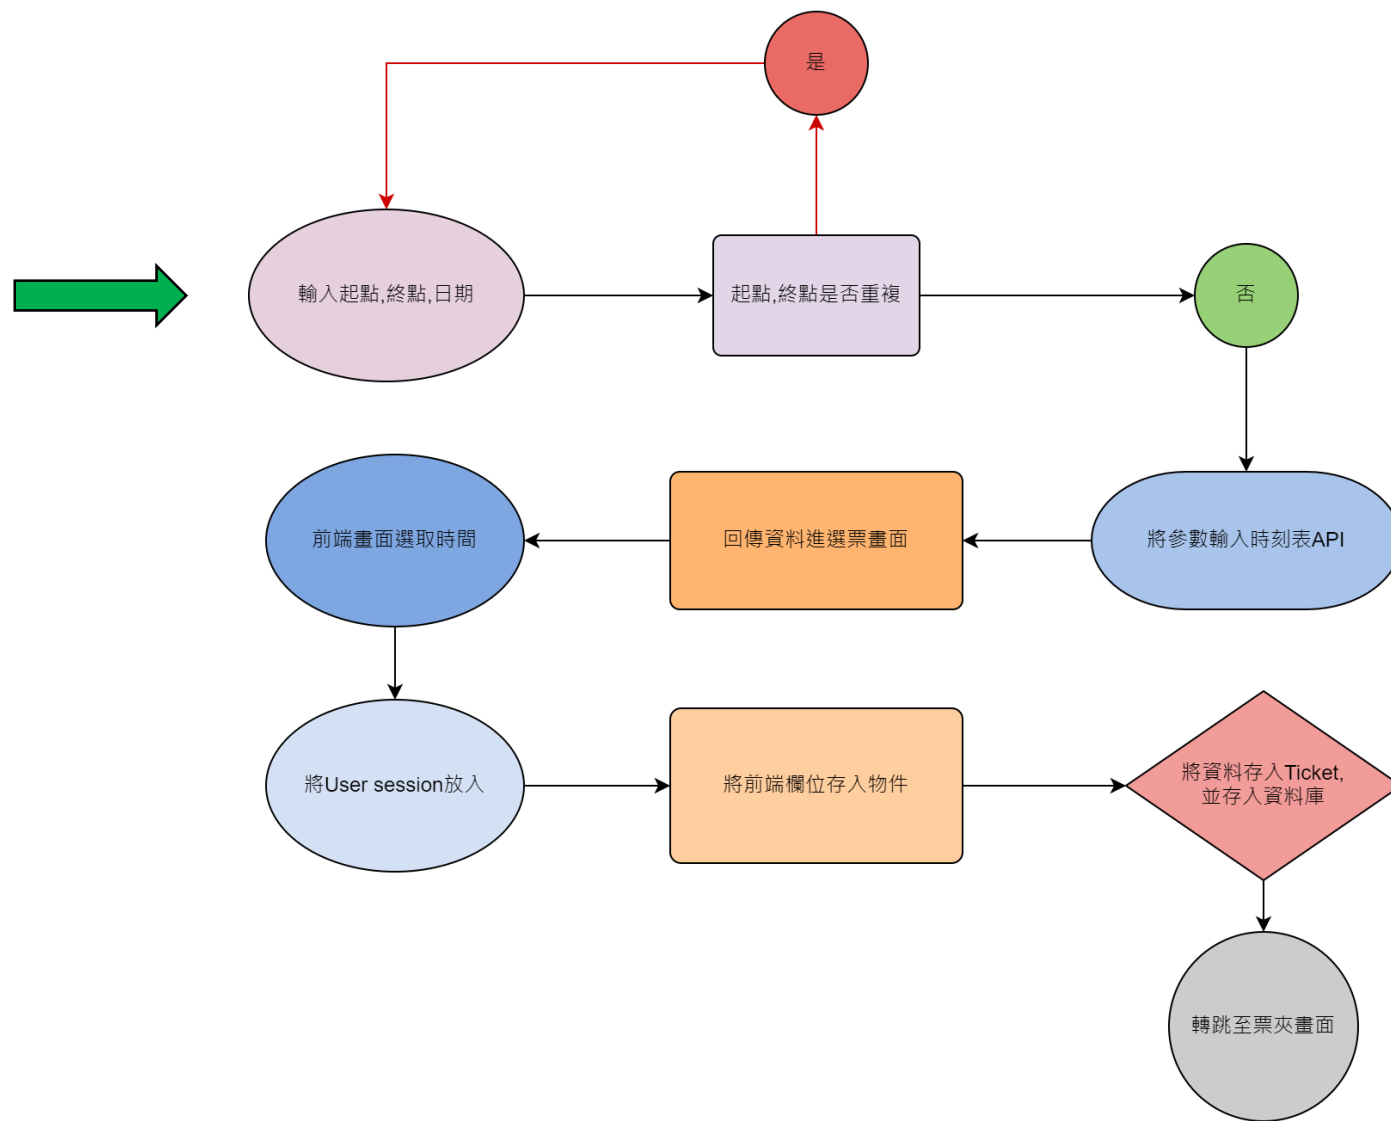 是
輸入起點,終點,日期
起點,終點是否重複
否
前端畫面選取時間
回傳資料進選票畫面
將參數輸入時刻表API
將User session放入
將前端欄位存入物件
將資料存入Ticket,
並存入資料庫
轉跳至票夾畫面